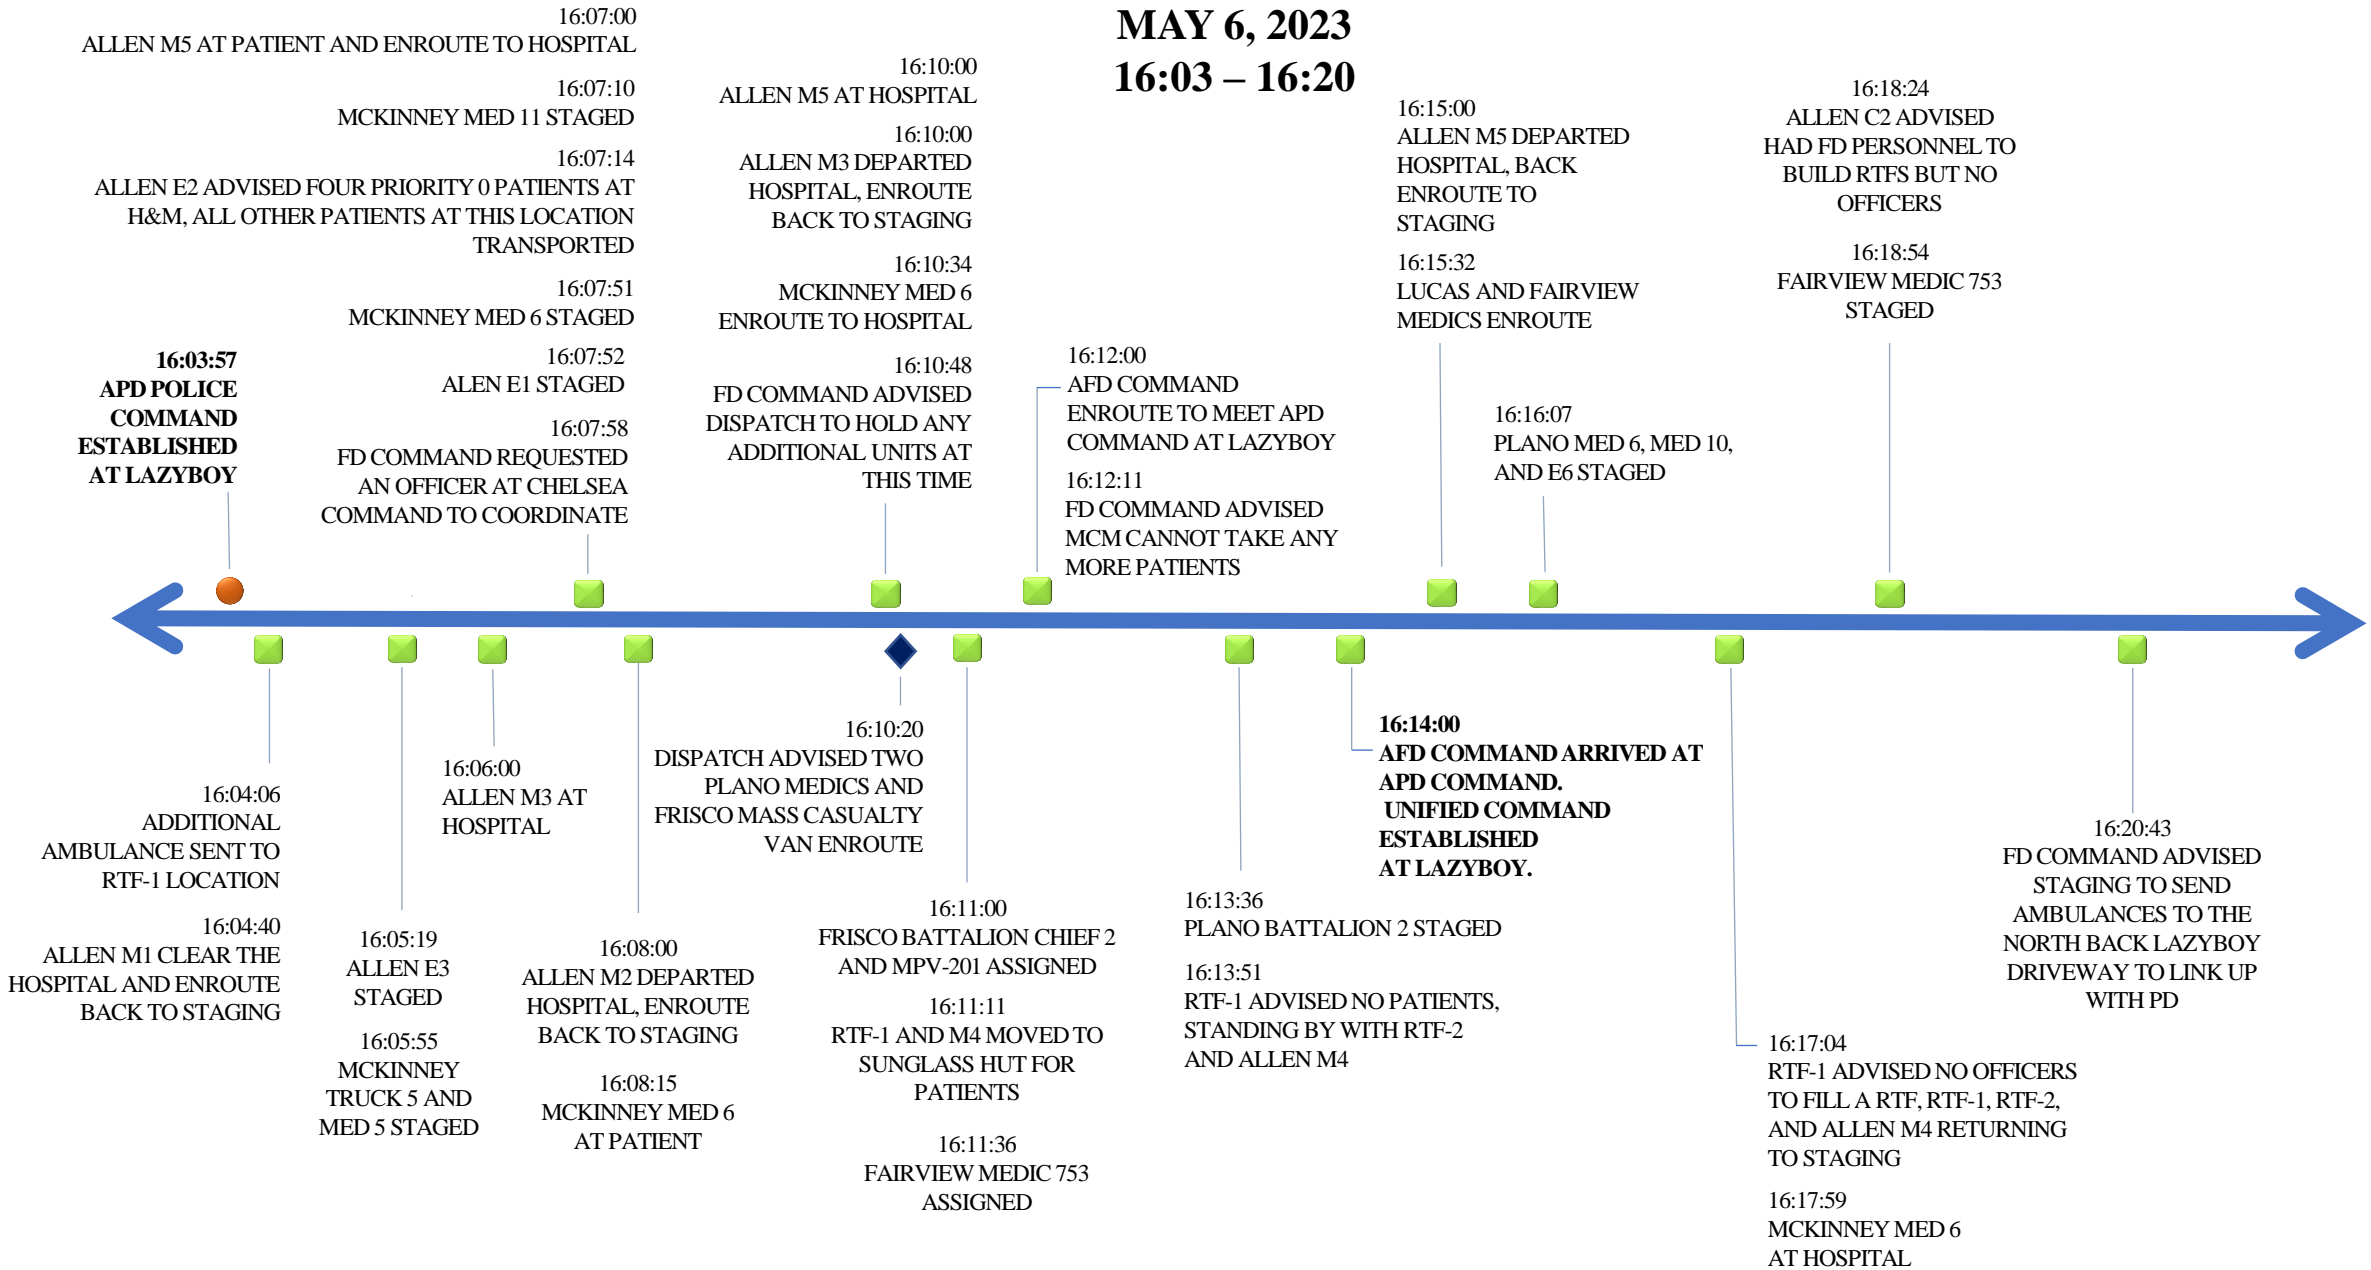 MAY 6, 2023
16:03 – 16:20
16:07:00
ALLEN M5 AT PATIENT AND ENROUTE TO HOSPITAL
16:07:10
MCKINNEY MED 11 STAGED
16:07:14
ALLEN E2 ADVISED FOUR PRIORITY 0 PATIENTS AT
H&M, ALL OTHER PATIENTS AT THIS LOCATION
TRANSPORTED
16:07:51
MCKINNEY MED 6 STAGED
16:07:52
ALEN E1 STAGED
16:07:58
FD COMMAND REQUESTED
AN OFFICER AT CHELSEA
COMMAND TO COORDINATE
16:03:57
APD POLICE
COMMAND
ESTABLISHED
AT LAZYBOY
16:10:00
ALLEN M5 AT HOSPITAL
16:10:00
ALLEN M3 DEPARTED
HOSPITAL, ENROUTE
BACK TO STAGING
16:10:34
MCKINNEY MED 6
ENROUTE TO HOSPITAL
16:10:48
FD COMMAND ADVISED
DISPATCH TO HOLD ANY
ADDITIONAL UNITS AT
THIS TIME
16:12:00
AFD COMMAND
ENROUTE TO MEET APD
COMMAND AT LAZYBOY
16:12:11
FD COMMAND ADVISED
MCM CANNOT TAKE ANY
MORE PATIENTS
16:15:00
ALLEN M5 DEPARTED
HOSPITAL, BACK
ENROUTE TO
STAGING
16:15:32
LUCAS AND FAIRVIEW
MEDICS ENROUTE
16:16:07
PLANO MED 6, MED 10,
AND E6 STAGED
16:18:24
ALLEN C2 ADVISED
HAD FD PERSONNEL TO
BUILD RTFS BUT NO
OFFICERS
16:18:54
FAIRVIEW MEDIC 753
STAGED
16:04:06
ADDITIONAL
AMBULANCE SENT TO
RTF-1 LOCATION
16:04:40
ALLEN M1 CLEAR THE
HOSPITAL AND ENROUTE
BACK TO STAGING
16:05:19
ALLEN E3
STAGED
16:05:55
MCKINNEY
TRUCK 5 AND
MED 5 STAGED
16:06:00
ALLEN M3 AT
HOSPITAL
16:08:00
ALLEN M2 DEPARTED
HOSPITAL, ENROUTE
BACK TO STAGING
16:08:15
MCKINNEY MED 6
AT PATIENT
16:10:20
DISPATCH ADVISED TWO
PLANO MEDICS AND
FRISCO MASS CASUALTY
VAN ENROUTE
16:11:00
FRISCO BATTALION CHIEF 2
AND MPV-201 ASSIGNED
16:11:11
RTF-1 AND M4 MOVED TO
SUNGLASS HUT FOR
PATIENTS
16:11:36
FAIRVIEW MEDIC 753
ASSIGNED
16:13:36
PLANO BATTALION 2 STAGED
16:13:51
RTF-1 ADVISED NO PATIENTS,
STANDING BY WITH RTF-2
AND ALLEN M4
16:14:00
AFD COMMAND ARRIVED AT
APD COMMAND.
UNIFIED COMMAND
ESTABLISHED
AT LAZYBOY.
16:17:04
RTF-1 ADVISED NO OFFICERS
TO FILL A RTF, RTF-1, RTF-2,
AND ALLEN M4 RETURNING
TO STAGING
16:17:59
MCKINNEY MED 6
AT HOSPITAL
16:20:43
FD COMMAND ADVISED
STAGING TO SEND
AMBULANCES TO THE
NORTH BACK LAZYBOY
DRIVEWAY TO LINK UP
WITH PD